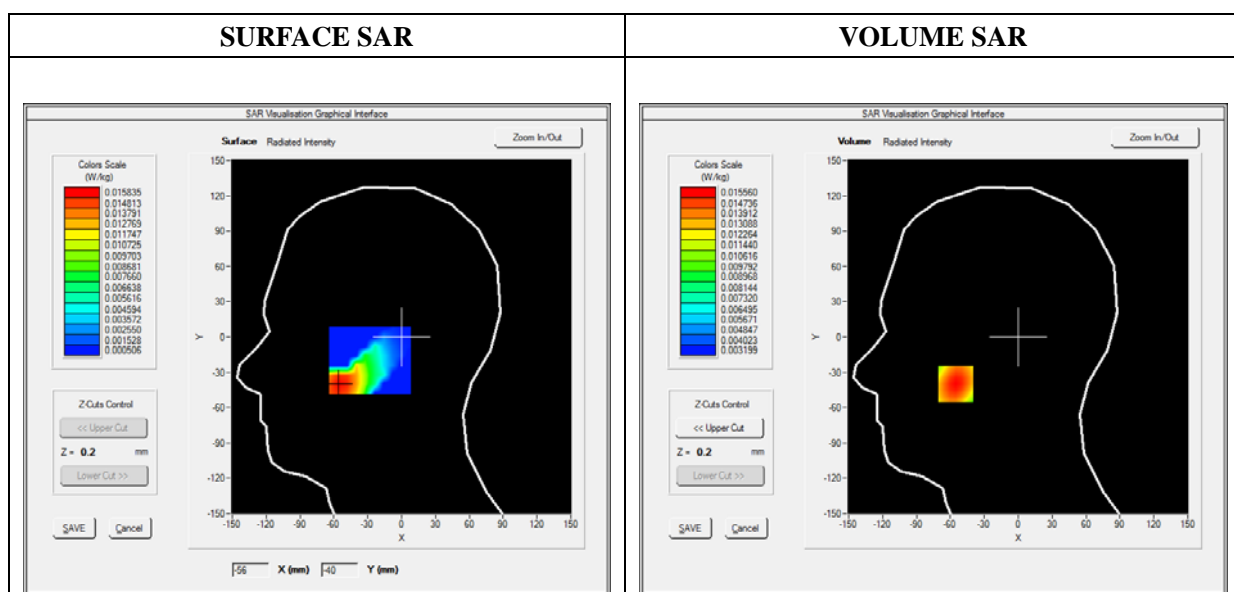 SURFACE SAR
VOLUME SAR
SAR Visualisation Graphical Interface
Surface Radiated Intensity
Zoom In/Out
Colors Scale
(W/kg)
0.015835
0.014813
0.013791
0.012769
0.011747
0.010725
0.009703
0.008681
0.007660
0.006638
0.005616
0.004594
0.003572
0.002550
0.001528
0.000506
Z-Cuts Control
<< Upper Cut
Z = 0.2 mm
Lower Cut >>
SAVE Cancel
150
120
90
60
30
0
-30
-60
-90
-120
-150
Y
-150 -120 -90 -60 -30 0 30 60 90 120 150
X
-56 X (mm) -40 Y (mm)
SAR Visualisation Graphical Interface
Volume Radiated Intensity
Zoom In/Out
Colors Scale
(W/kg)
0.015560
0.014736
0.013912
0.013088
0.012264
0.011440
0.010616
0.009792
0.008968
0.008144
0.007320
0.006495
0.005671
0.004847
0.004023
0.003199
Z-Cuts Control
<< Upper Cut
Z = 0.2 mm
Lower Cut >>
SAVE Cancel
150
120
90
60
30
0
-30
-60
-90
-120
-150
Y
-150 -120 -90 -60 -30 0 30 60 90 120 150
X